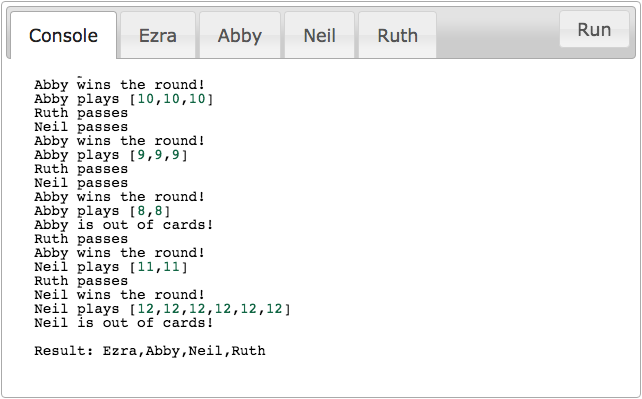 Console Ezra Abby Neil Ruth Run
Abby wins the round!
Abby plays [10,10,10]
Ruth passes
Neil passes
Abby wins the round!
Abby plays [9,9,9]
Ruth passes
Neil passes
Abby wins the round!
Abby plays [8,8]
Abby is out of cards!
Ruth passes
Abby wins the round!
Neil plays [11,11]
Ruth passes
Neil wins the round!
Neil plays [12,12,12,12,12,12]
Neil is out of cards!
Result: Ezra,Abby,Neil,Ruth